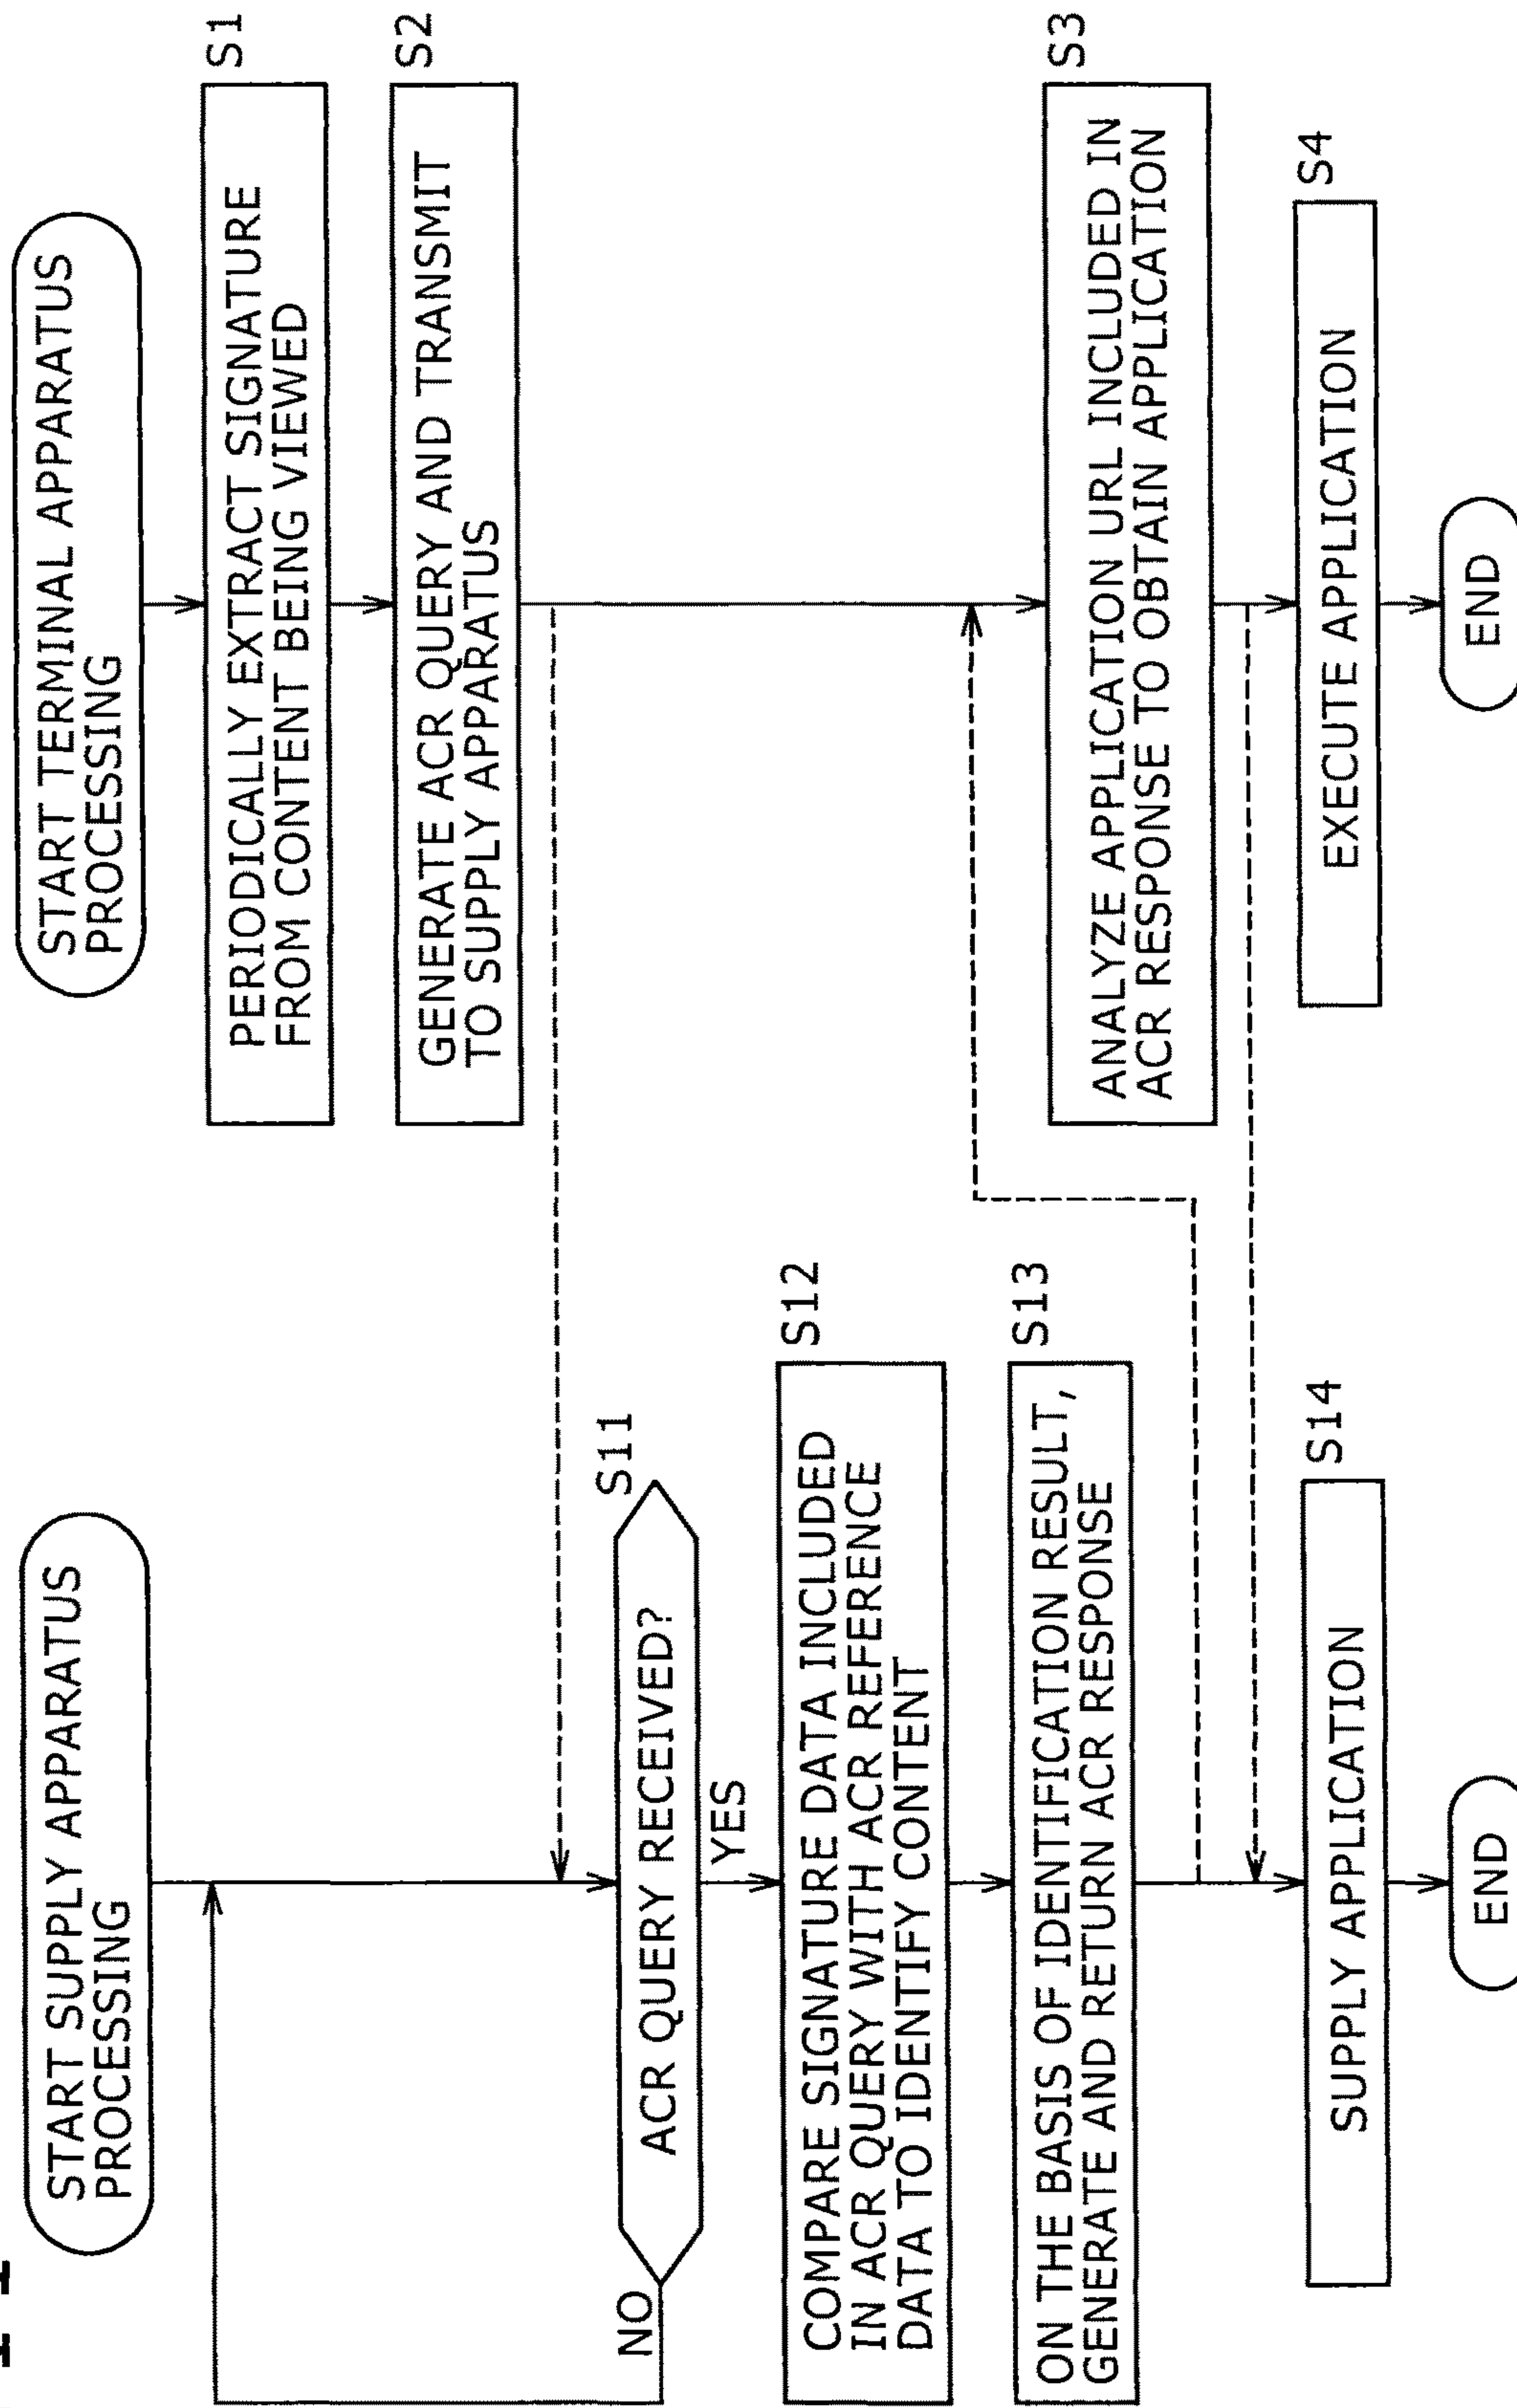 START SUPPLY APPARATUS
PROCESSING
NO
ACR QUERY RECEIVED?
S11
YES
COMPARE SIGNATURE DATA INCLUDED
IN ACR QUERY WITH ACR REFERENCE
DATA TO IDENTIFY CONTENT
S12
ON THE BASIS OF IDENTIFICATION RESULT,
GENERATE AND RETURN ACR RESPONSE
S13
SUPPLY APPLICATION
S14
END
START TERMINAL APPARATUS
PROCESSING
PERIODICALLY EXTRACT SIGNATURE
FROM CONTENT BEING VIEWED
S1
GENERATE ACR QUERY AND TRANSMIT
TO SUPPLY APPARATUS
S2
ANALYZE APPLICATION URL INCLUDED IN
ACR RESPONSE TO OBTAIN APPLICATION
S3
EXECUTE APPLICATION
S4
END